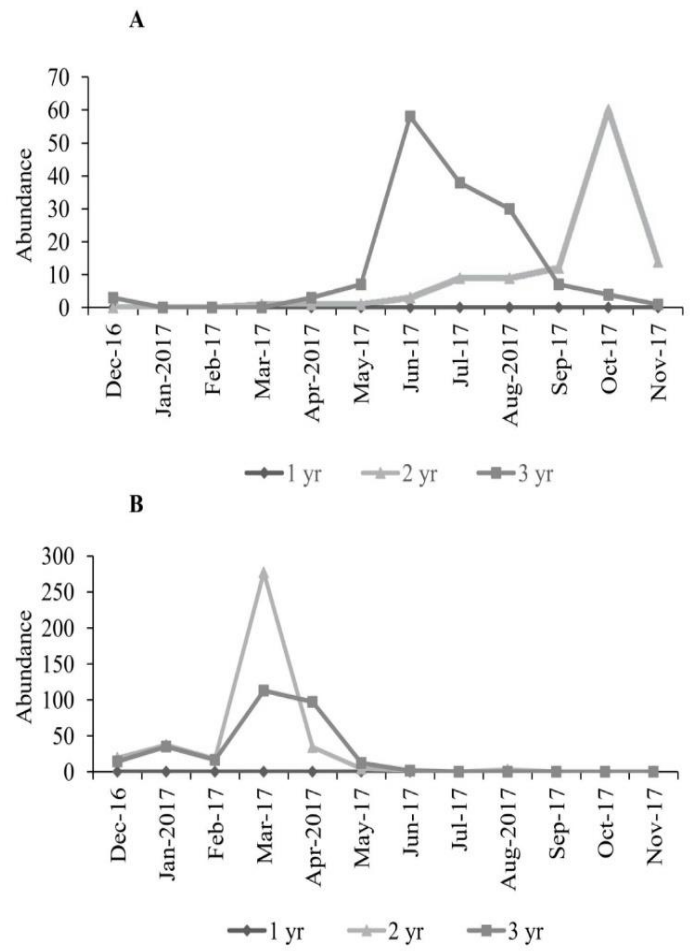 A
70
60
50
40
30
20
10
0
Abundance
Dec-16
Jan-2017
Feb-17
Mar-17
Apr-2017
May-17
Jun-17
Jul-17
Aug-2017
Sep-17
Oct-17
Nov-17
1 yr 2 yr 3 yr
B
300
250
200
150
100
50
0
Abundance
Dec-16
Jan-2017
Feb-17
Mar-17
Apr-2017
May-17
Jun-17
Jul-17
Aug-2017
Sep-17
Oct-17
Nov-17
1 yr 2 yr 3 yr